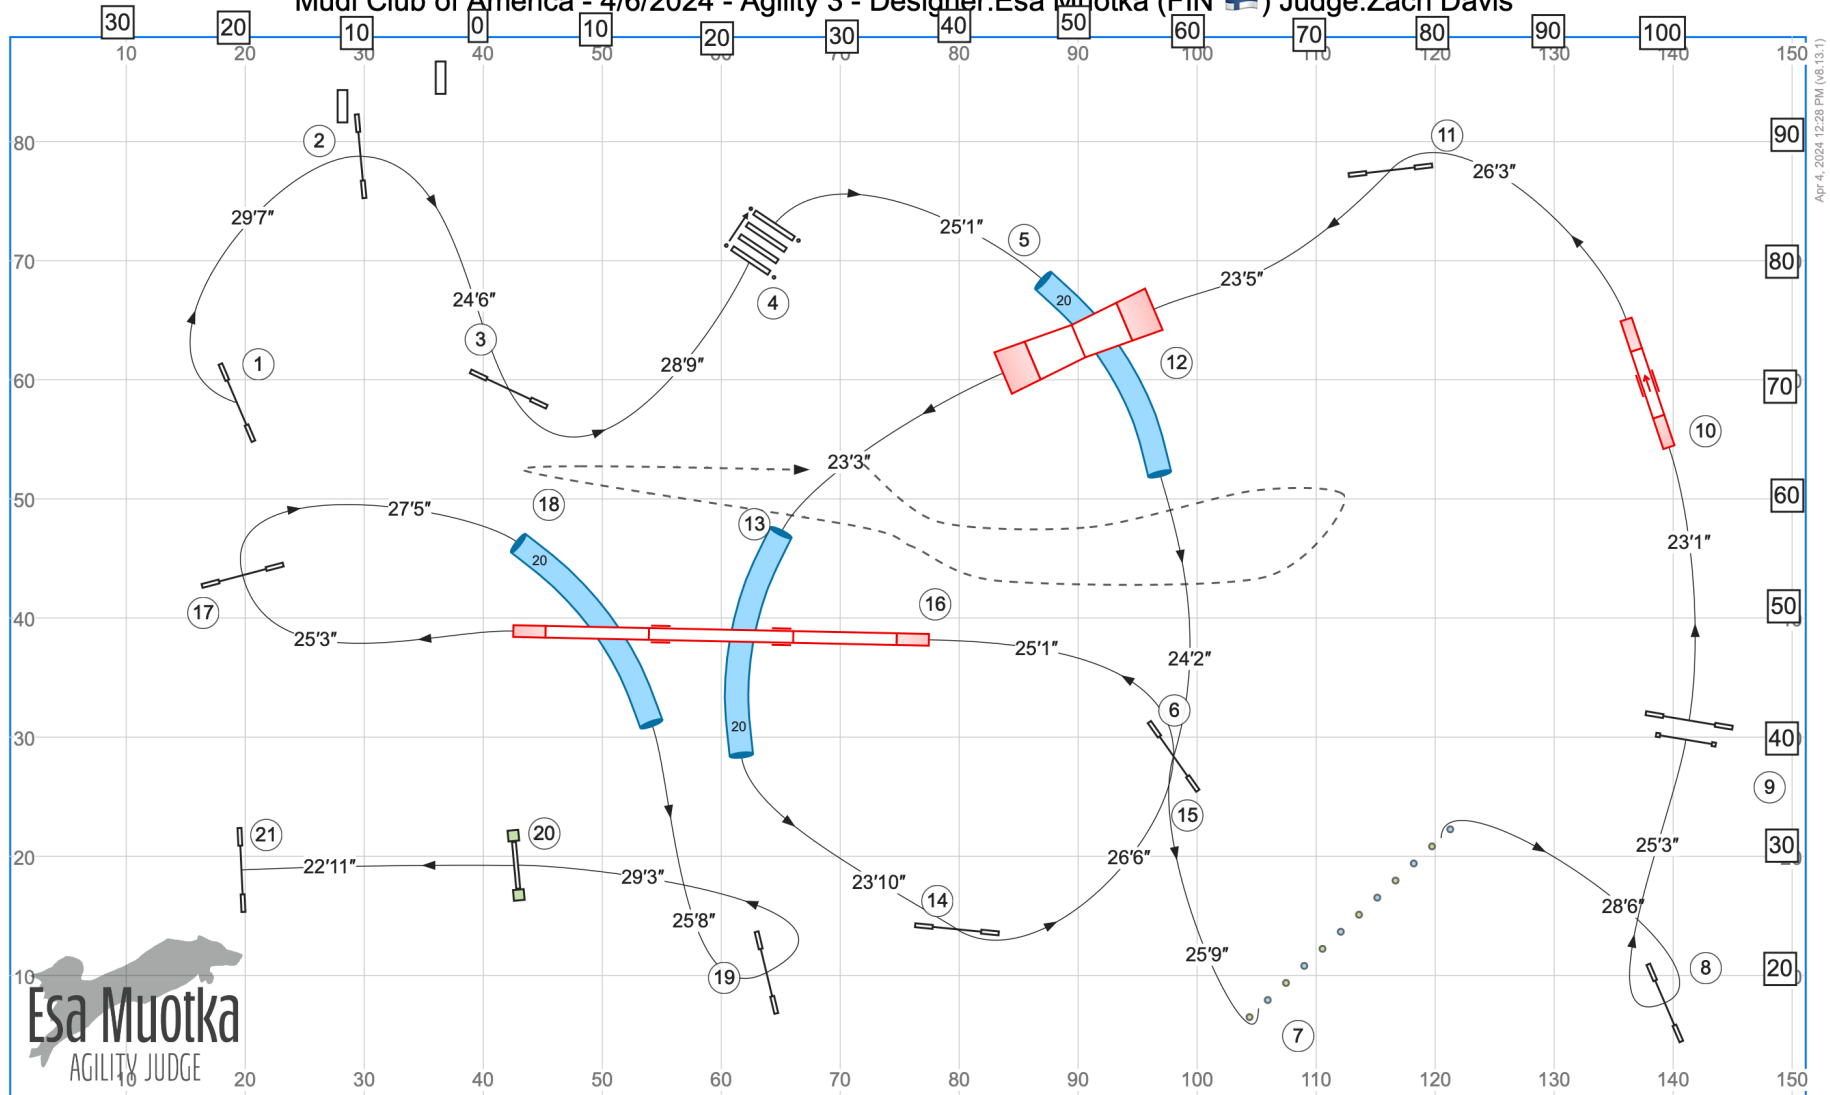 Mudi Club of America - 4/6/2024 - Agility 3 - Designer:Esa Muotka (FIN 🇫🇮) Judge:Zach Davis
30 20 10 0 10 20 30 40 50 60 70 80 90 100
10 20 30 40 50 60 70 80 90 100 110 120 130 140 150
Apr 4, 2024 12:28 PM (v8.13.1)
80 2 11 90
26'3"
29'7"
25'1" 5
70 80
23'5"
24'6" 4 20
3
1 28'9" 12
60 70
10
23'3"
50 18 60
27'5" 13
20 23'1"
17 16 50
40
25'3" 25'1" 24'2"
6
20
30 40
9
15
21 20 30
20 22'11" 29'3" 26'6" 25'3"
23'10"
14 28'6"
25'8"
25'9"
10 19 8 20
Esa Muotka
7
AGILITY JUDGE
10 20 30 40 50 60 70 80 90 100 110 120 130 140 150